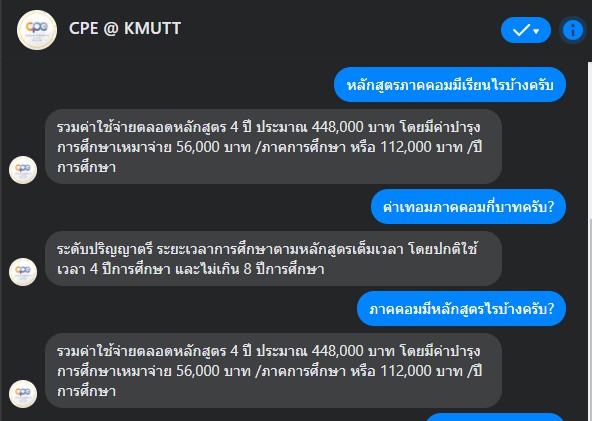 cpe
CPE @ KMUTT
หลักสูตรภาคคอมมีเรียนไรบ้างครับ
รวมค่าใช้จ่ายตลอดหลักสูตร 4 ปี ประมาณ 448,000 บาท โดยมีค่าบำรุง
การศึกษาเหมาจ่าย 56,000 บาท /ภาคการศึกษา หรือ 112,000 บาท /ปี
การศึกษา
ค่าเทอมภาคคอมกี่บาทครับ?
ระดับปริญญาตรี ระยะเวลาการศึกษาตามหลักสูตรเต็มเวลา โดยปกติใช้
เวลา 4 ปีการศึกษา และไม่เกิน 8 ปีการศึกษา
ภาคคอมมีหลักสูตรไรบ้างครับ?
รวมค่าใช้จ่ายตลอดหลักสูตร 4 ปี ประมาณ 448,000 บาท โดยมีค่าบำรุง
การศึกษาเหมาจ่าย 56,000 บาท /ภาคการศึกษา หรือ 112,000 บาท /ปี
การศึกษา